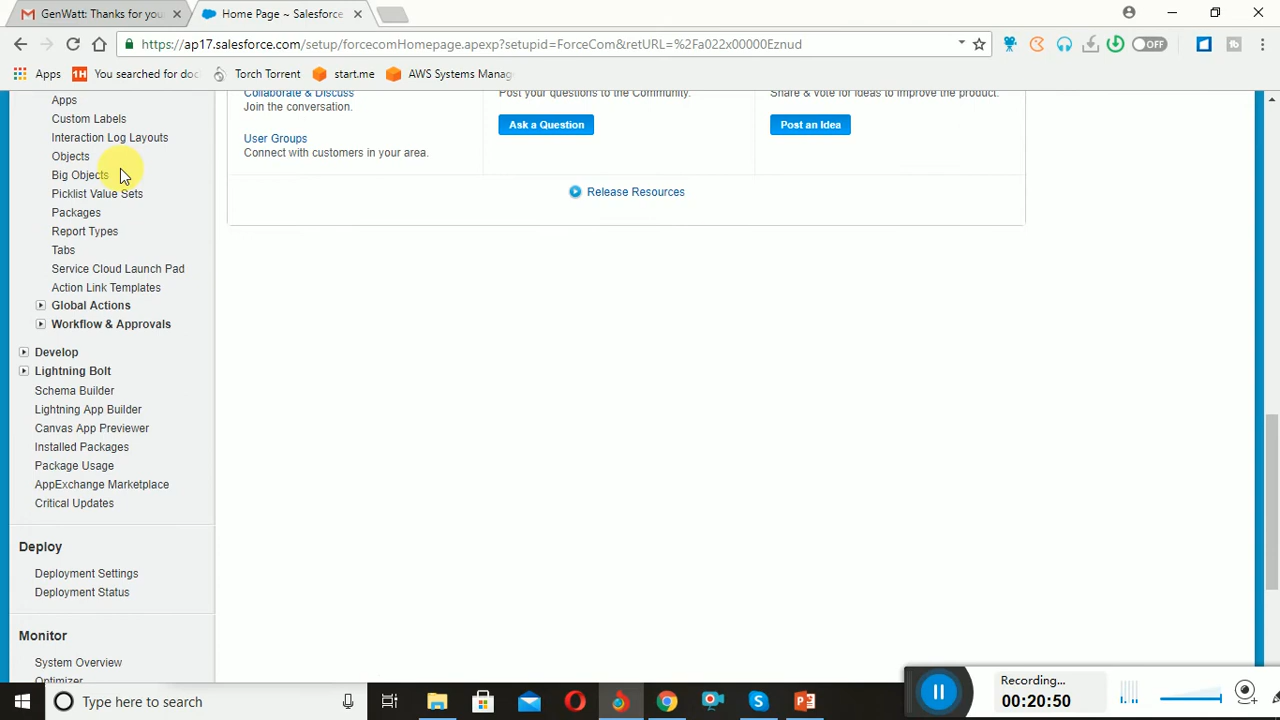 GenWatt: Thanks for you
Home Page ~ Salesforce
https://ap17.salesforce.com/setup/forcecomHomepage.apexp?setupid=ForceCom&retURL=%2Fa022x00000Eznud
OFF
Apps
1H You searched for doc
Torch Torrent
start.me
AWS Systems Manag
Apps
Custom Labels
Interaction Log Layouts
Objects
Big Objects
Picklist Value Sets
Packages
Report Types
Tabs
Service Cloud Launch Pad
Action Link Templates
Global Actions
Workflow & Approvals
Develop
Lightning Bolt
Schema Builder
Lightning App Builder
Canvas App Previewer
Installed Packages
Package Usage
AppExchange Marketplace
Critical Updates
Deploy
Deployment Settings
Deployment Status
Monitor
System Overview
Optimizer
Collaborate & Discuss
Join the conversation.
User Groups
Connect with customers in your area.
Post your questions to the Community.
Ask a Question
Share & vote for ideas to improve the product.
Post an Idea
Release Resources
Type here to search
Recording...
00:20:50